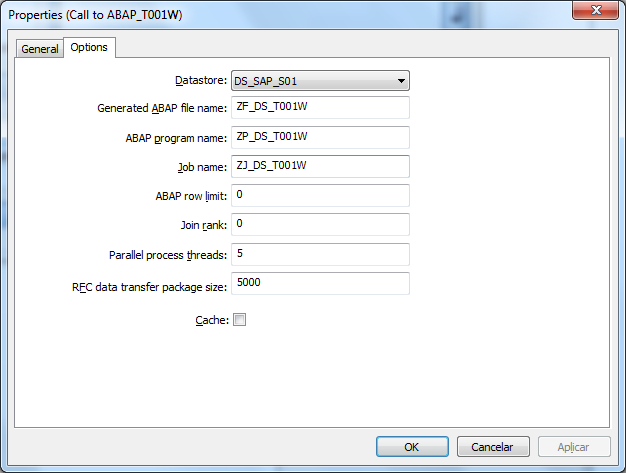 Properties (Call to ABAP_T001W)
General Options
Datastore: DS_SAP_S01
Generated ABAP file name: ZF_DS_T001W
ABAP program name: ZP_DS_T001W
Job name: ZJ_DS_T001W
ABAP row limit: 0
Join rank: 0
Parallel process threads: 5
RFC data transfer package size: 5000
Cache:
OK Cancelar Aplicar